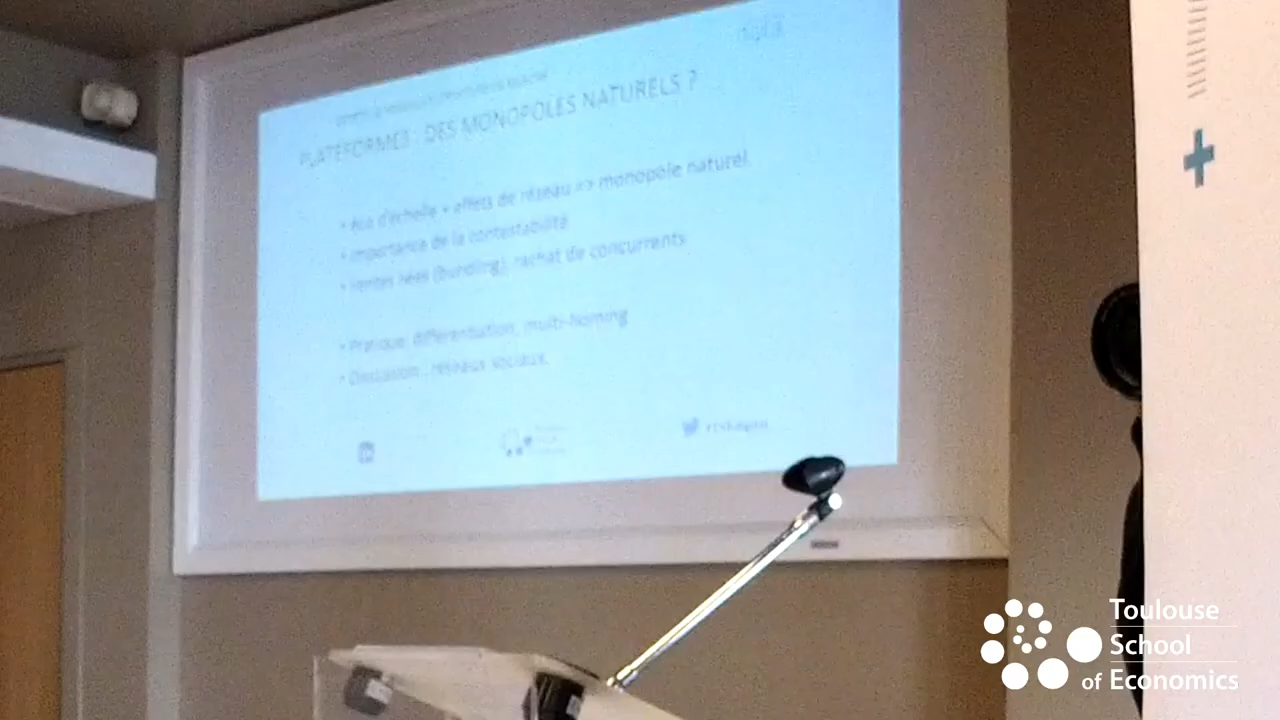 PLATEFORMES : DES MONOPOLES NATURELS ?
• éco d'échelle + effets de réseau => monopole naturel.
• Importance de la contestabilité
• Ventes liées (bundling), rachat de concurrents
• Pratique: différentiation, multi-homing
• Discussion : réseaux sociaux.
Toulouse
School
of Economics